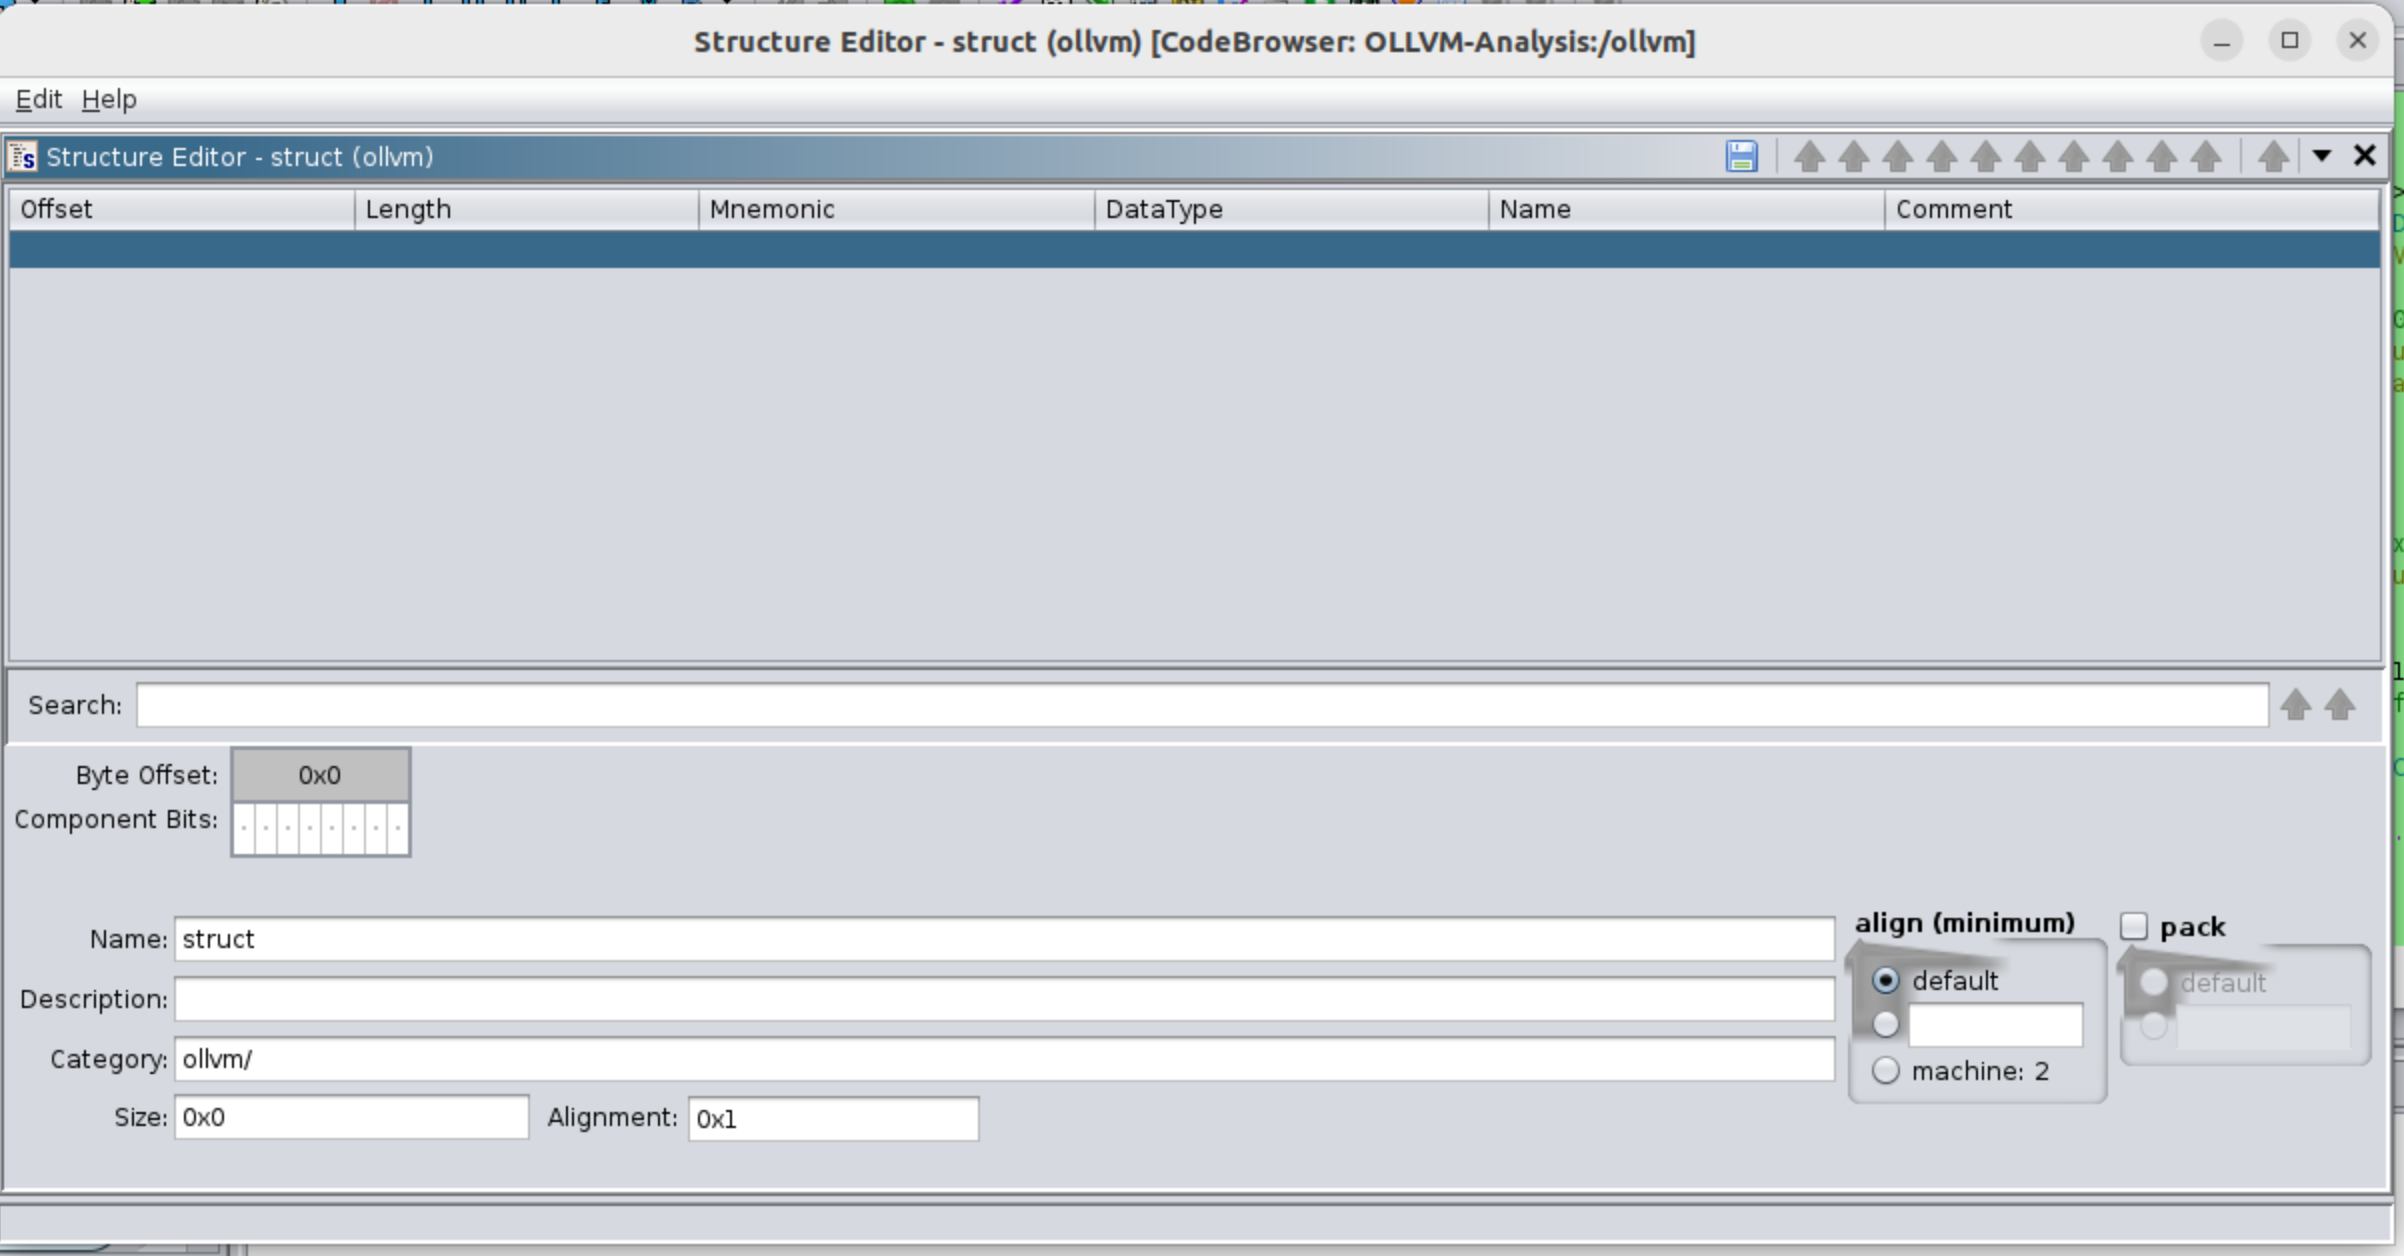 Structure Editor - struct (ollvm) [CodeBrowser: OLLVM-Analysis:/ollvm]
Edit Help
Structure Editor - struct (ollvm)
Offset Length Mnemonic DataType Name Comment
Search:
Byte Offset: 0x0
Component Bits: . . . . . . . .
Name: struct
Description:
Category: ollvm/
Size: 0x0 Alignment: 0x1
align (minimum)
default
machine: 2
pack
default